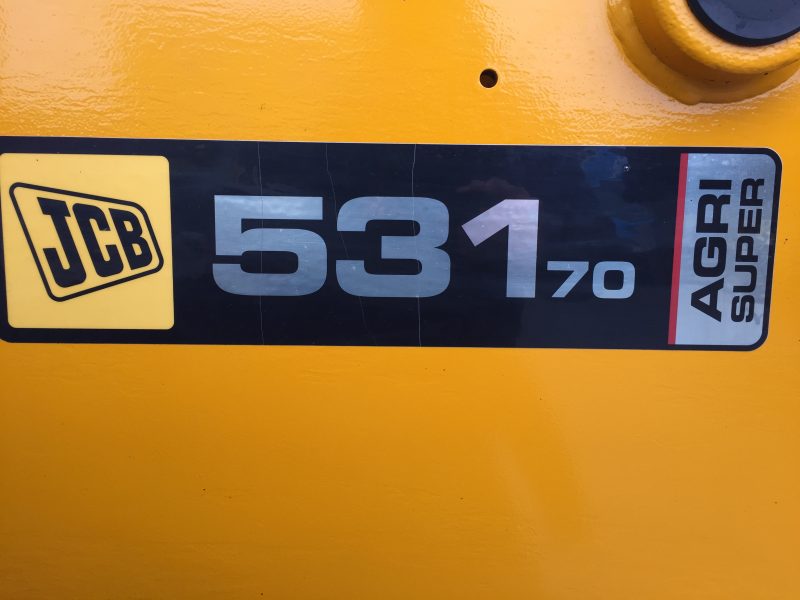 JCB
531 70
AGRI
SUPER